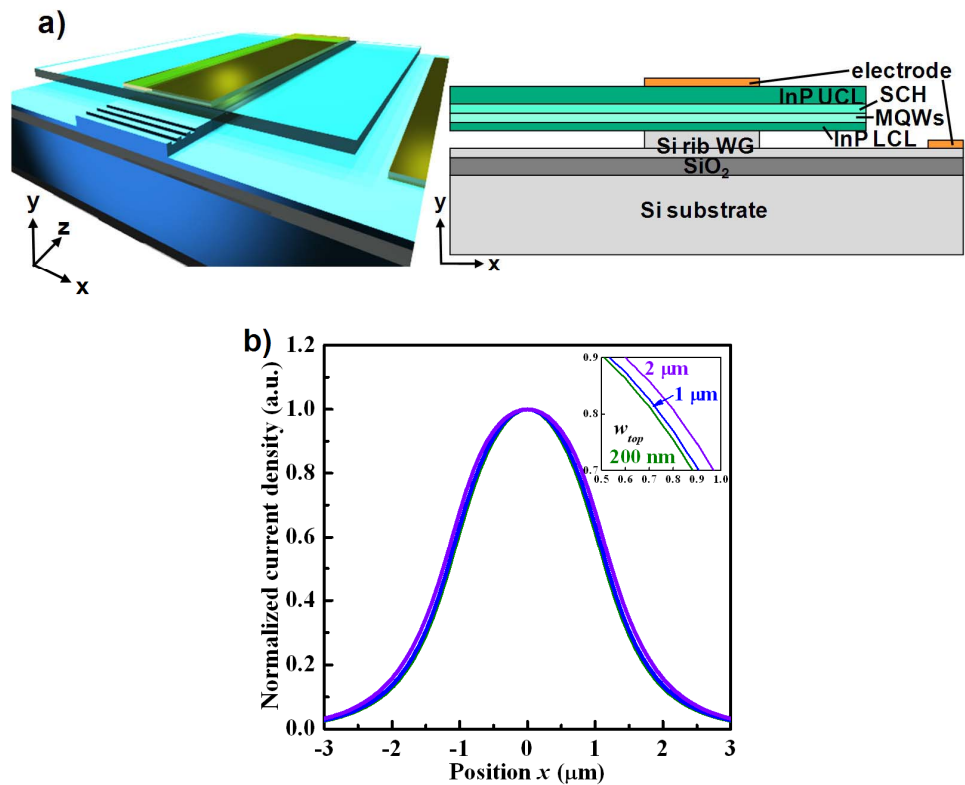 a)
y
z
x
electrode
InP UCL
SCH
MQWs
InP LCL
Si rib WG
SiO2
Si substrate
y
x
b)
Normalized current density (a.u.)
1.2
1.0
0.8
0.6
0.4
0.2
0.0
-3 -2 -1 0 1 2 3
Position x (μm)
0.9
0.8
0.7
0.5 0.6 0.7 0.8 0.9 1.0
2 μm
1 μm
w_top
200 nm